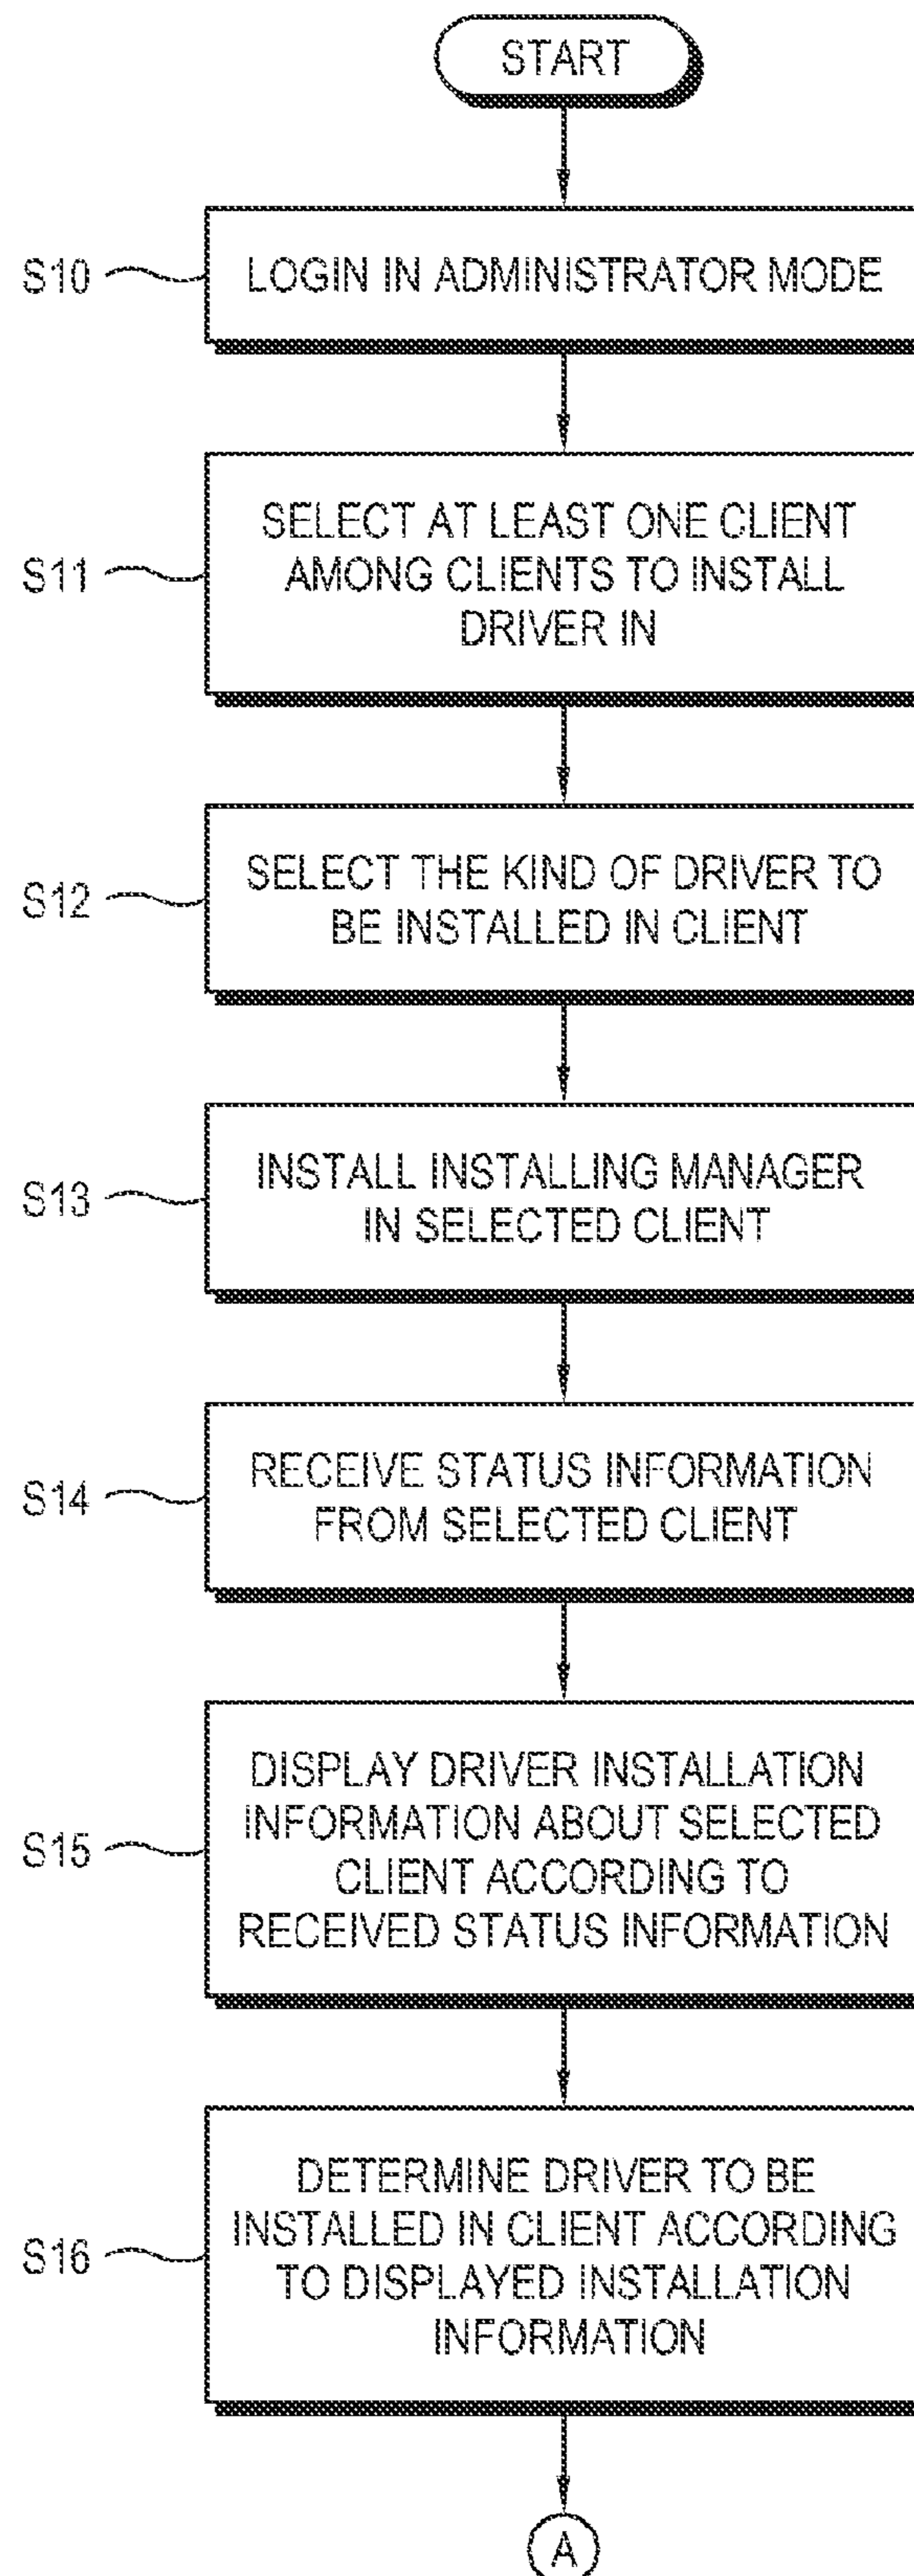 START
S10
LOGIN IN ADMINISTRATOR MODE
S11
SELECT AT LEAST ONE CLIENT
AMONG CLIENTS TO INSTALL
DRIVER IN
S12
SELECT THE KIND OF DRIVER TO
BE INSTALLED IN CLIENT
S13
INSTALL INSTALLING MANAGER
IN SELECTED CLIENT
S14
RECEIVE STATUS INFORMATION
FROM SELECTED CLIENT
S15
DISPLAY DRIVER INSTALLATION
INFORMATION ABOUT SELECTED
CLIENT ACCORDING TO
RECEIVED STATUS INFORMATION
S16
DETERMINE DRIVER TO BE
INSTALLED IN CLIENT ACCORDING
TO DISPLAYED INSTALLATION
INFORMATION
A